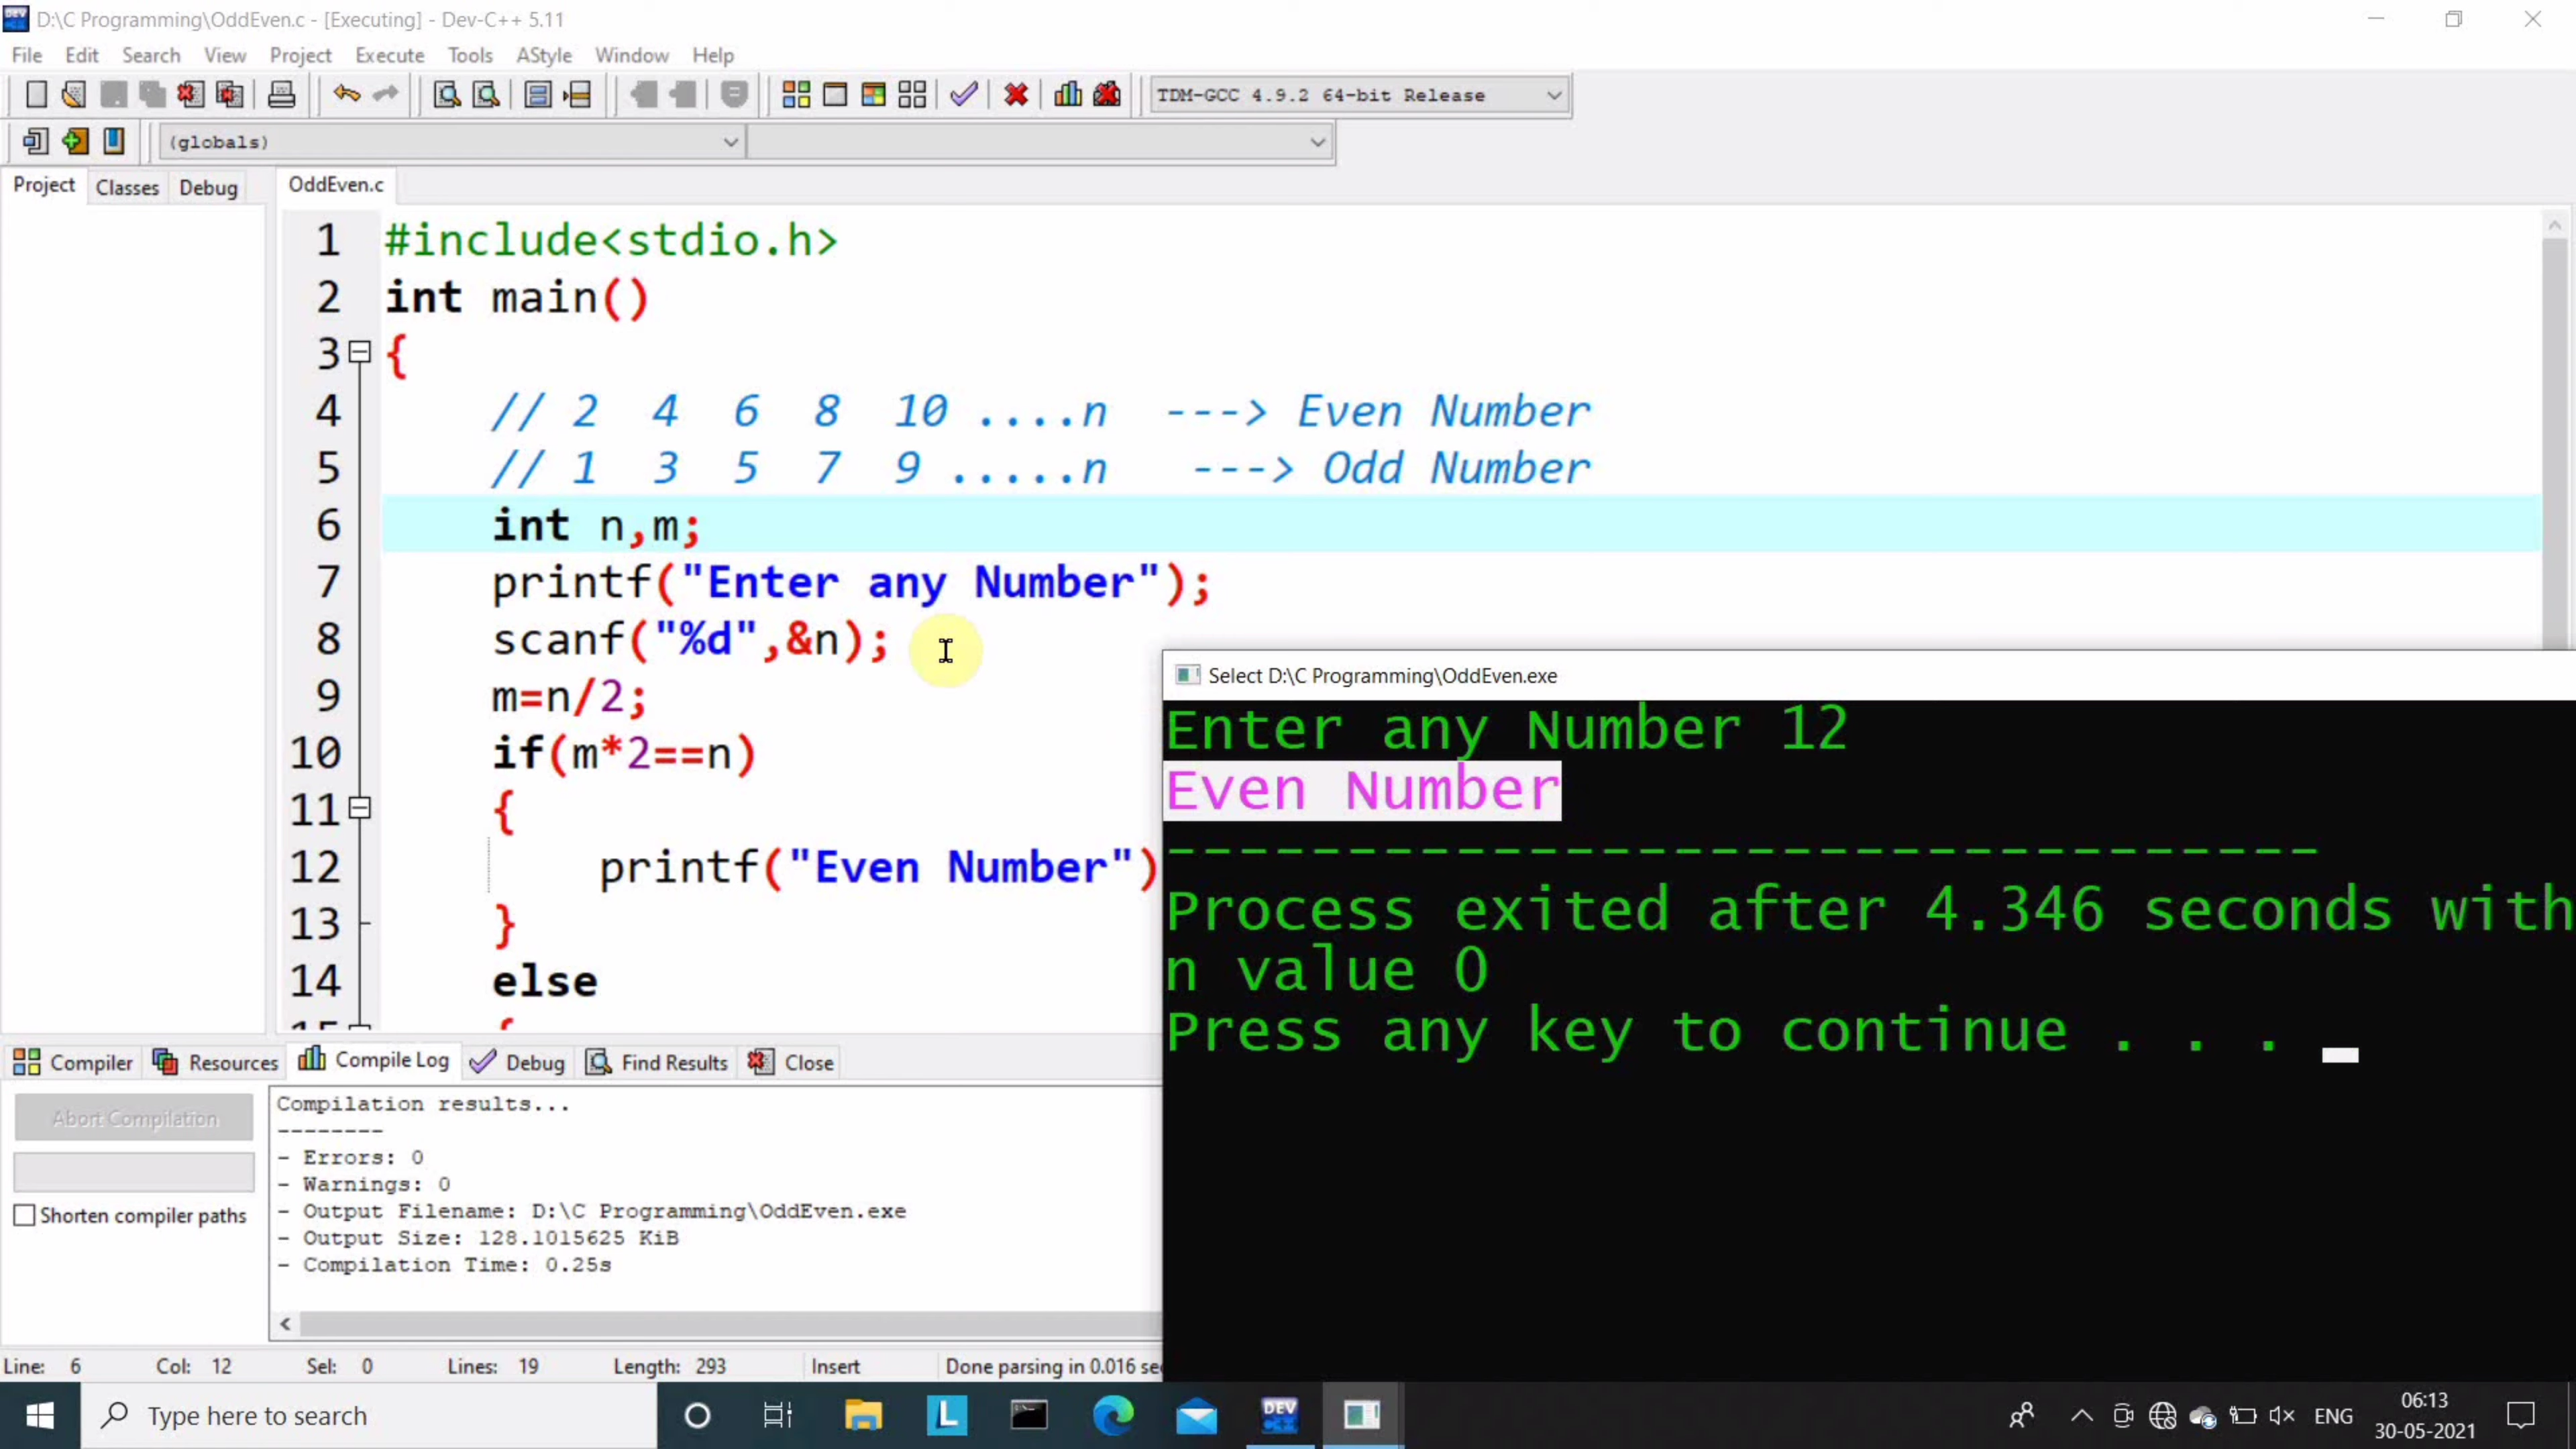 D:\C Programming\OddEven.c - [Executing] - Dev-C++ 5.11
File Edit Search View Project Execute Tools AStyle Window Help
TDM-GCC 4.9.2 64-bit Release
(globals)
Project Classes Debug OddEven.c
1 #include<stdio.h>
2 int main()
3 {
4 // 2 4 6 8 10 ....n ---> Even Number
5 // 1 3 5 7 9 .....n ---> Odd Number
6 int n,m;
7 printf("Enter any Number");
8 scanf("%d",&n);
9 m=n/2;
10 if(m*2==n)
11 {
12 printf("Even Number")
13 }
14 else
15 {
Select D:\C Programming\OddEven.exe
Enter any Number 12
Even Number
--------------------------------
Process exited after 4.346 seconds with
n value 0
Press any key to continue . . .
Compiler Resources Compile Log Debug Find Results Close
Abort Compilation
Shorten compiler paths
Compilation results...
--------
- Errors: 0
- Warnings: 0
- Output Filename: D:\C Programming\OddEven.exe
- Output Size: 128.1015625 KiB
- Compilation Time: 0.25s
Line: 6 Col: 12 Sel: 0 Lines: 19 Length: 293 Insert Done parsing in 0.016 sec
Type here to search
L
DEV
C++
ENG
06:13
30-05-2021